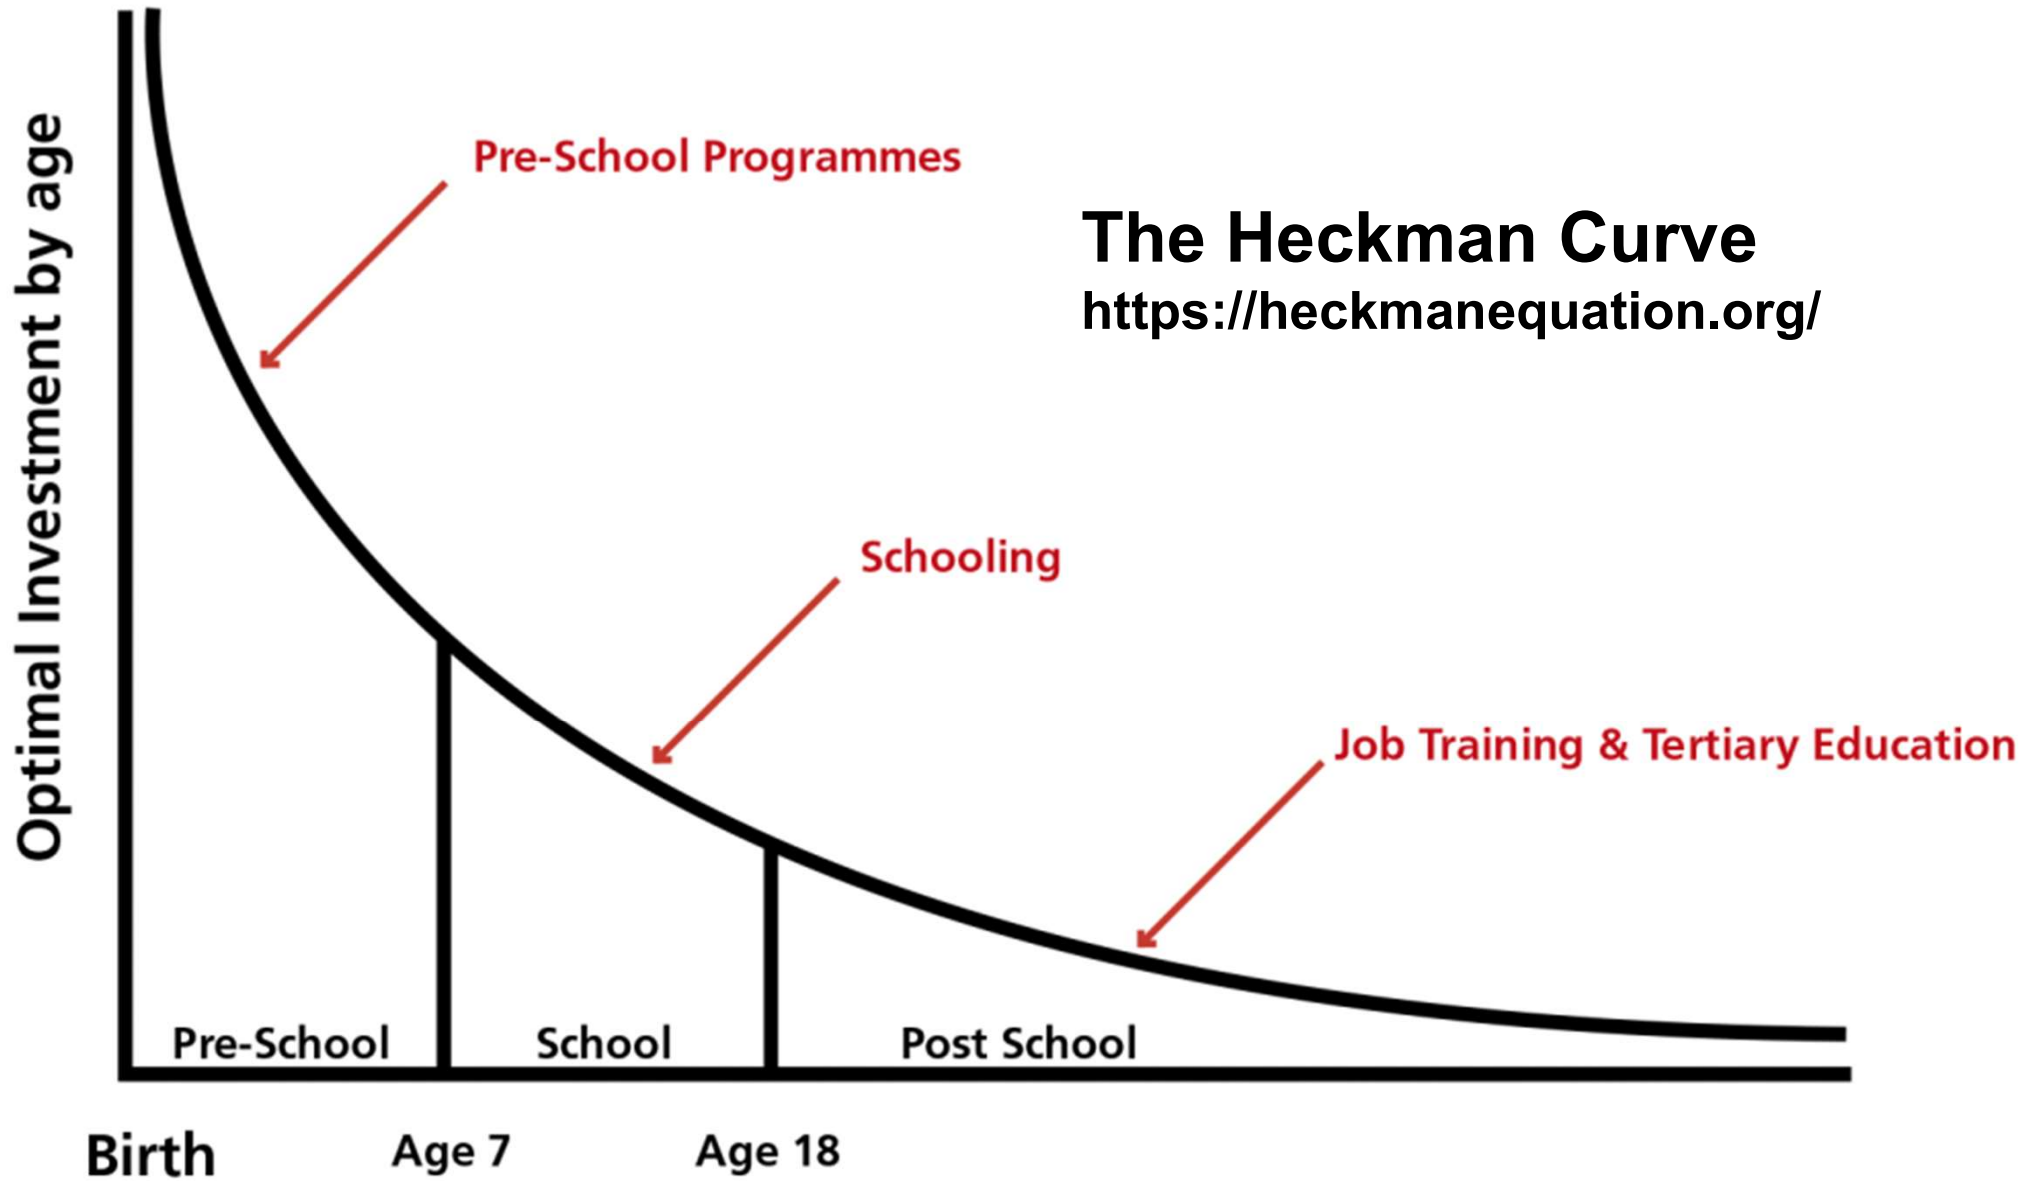 Optimal Investment by age
Pre-School Programmes
The Heckman Curve
https://heckmanequation.org/
Schooling
Job Training & Tertiary Education
Pre-School
School
Post School
Birth
Age 7
Age 18